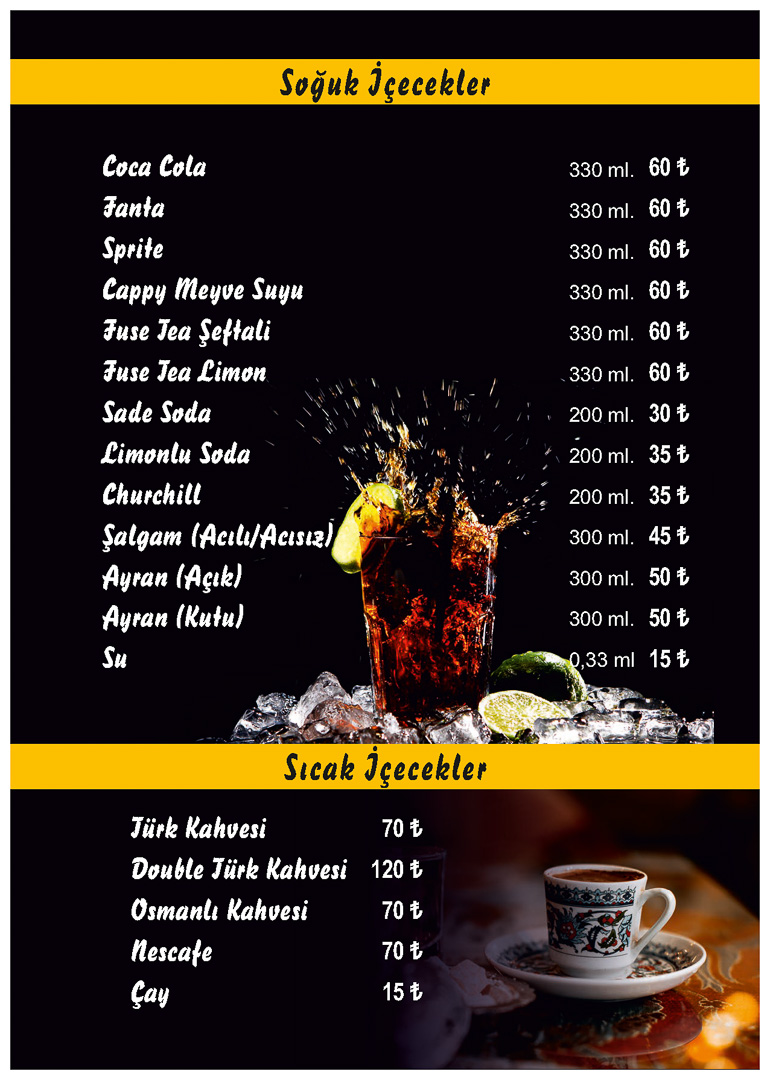 Soğuk İçecekler
Coca Cola 330 ml. 60 ₺
Fanta 330 ml. 60 ₺
Sprite 330 ml. 60 ₺
Cappy Meyve Suyu 330 ml. 60 ₺
Fuse Tea Şeftali 330 ml. 60 ₺
Fuse Tea Limon 330 ml. 60 ₺
Sade Soda 200 ml. 30 ₺
Limonlu Soda 200 ml. 35 ₺
Churchill 200 ml. 35 ₺
Şalgam (Acılı/Acısız) 300 ml. 45 ₺
Ayran (Açık) 300 ml. 50 ₺
Ayran (Kutu) 300 ml. 50 ₺
Su 0,33 ml 15 ₺
Sıcak İçecekler
Türk Kahvesi 70 ₺
Double Türk Kahvesi 120 ₺
Osmanlı Kahvesi 70 ₺
Nescafe 70 ₺
Çay 15 ₺